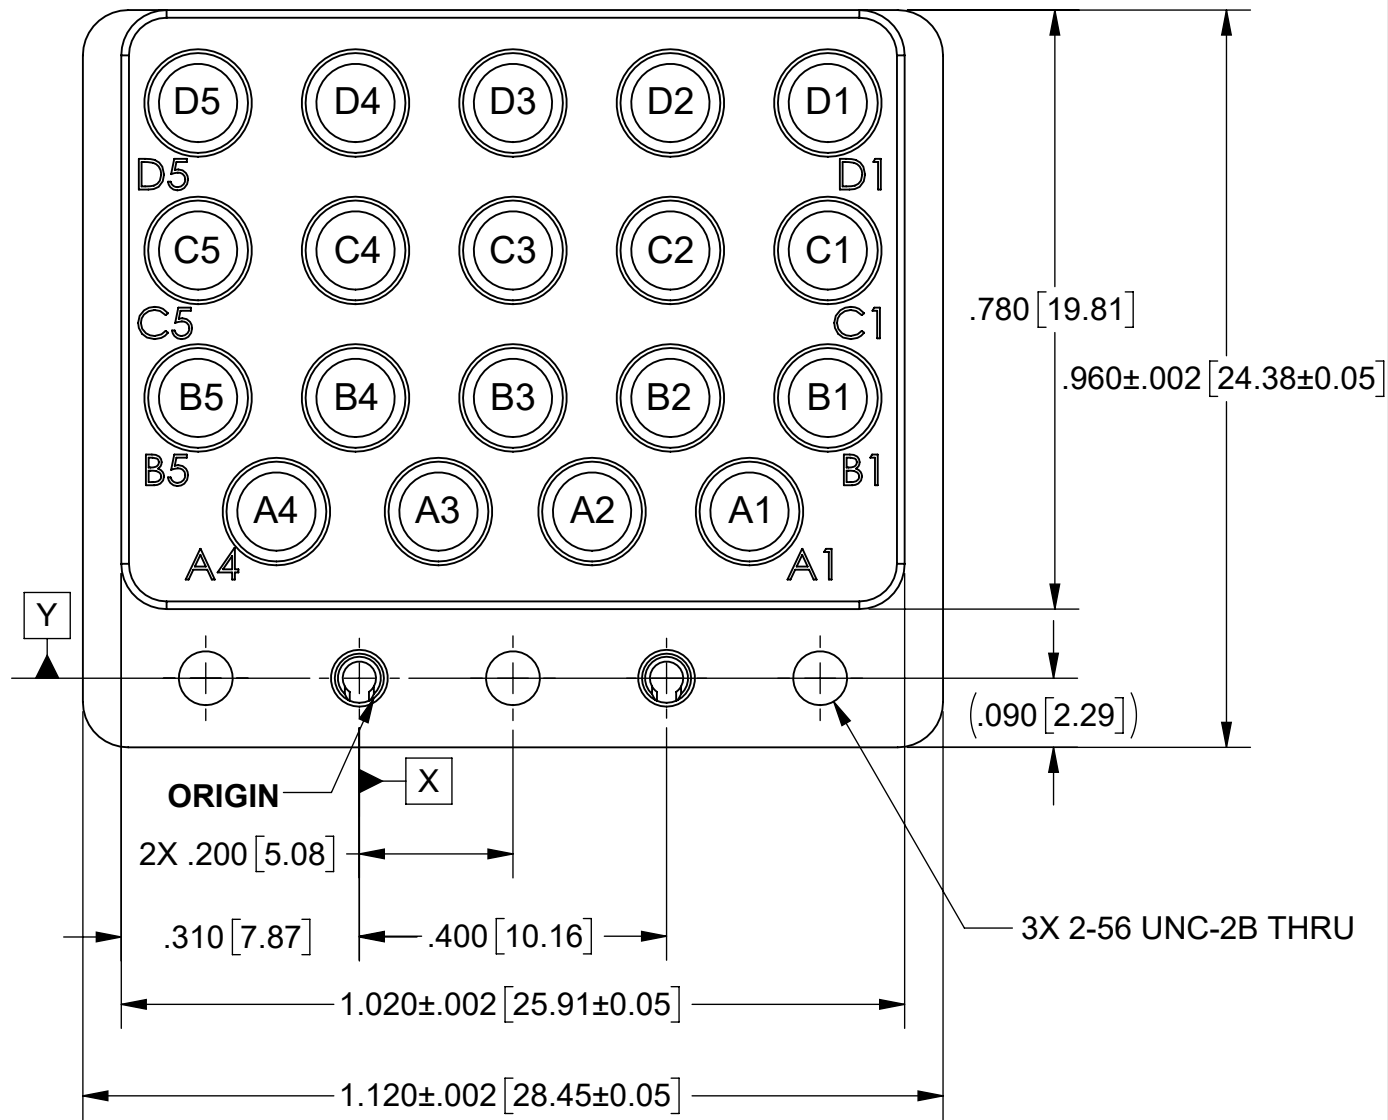 D5 D4 D3 D2 D1
D5 D1
C5 C4 C3 C2 C1
C5 C1
.780 [19.81]
.960±.002 [24.38±0.05]
B5 B4 B3 B2 B1
B5 B1
A4 A3 A2 A1
A4 A1
Y
(.090 [2.29])
X
ORIGIN
2X .200 [5.08]
.310 [7.87]
.400 [10.16]
3X 2-56 UNC-2B THRU
1.020±.002 [25.91±0.05]
1.120±.002 [28.45±0.05]